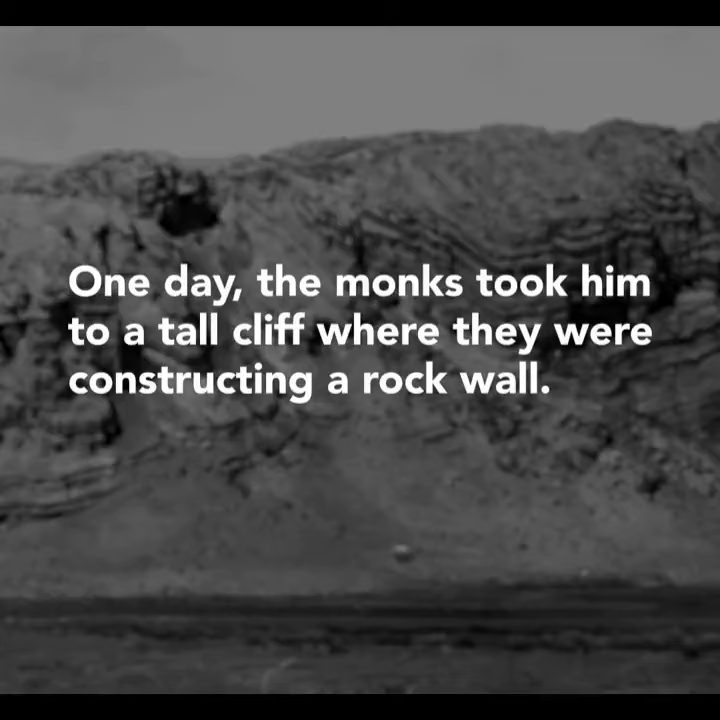 One day, the monks took him
to a tall cliff where they were
constructing a rock wall.